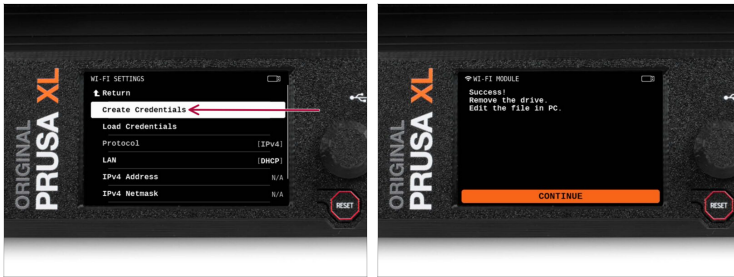 ORIGINAL
PRUSA XL
WI-FI SETTINGS
Return
Create Credentials
Load Credentials
Protocol [IPv4]
LAN [DHCP]
IPv4 Address N/A
IPv4 Netmask N/A
RESET
ORIGINAL
PRUSA XL
WI-FI MODULE
Success!
Remove the drive.
Edit the file in PC.
CONTINUE
RESET